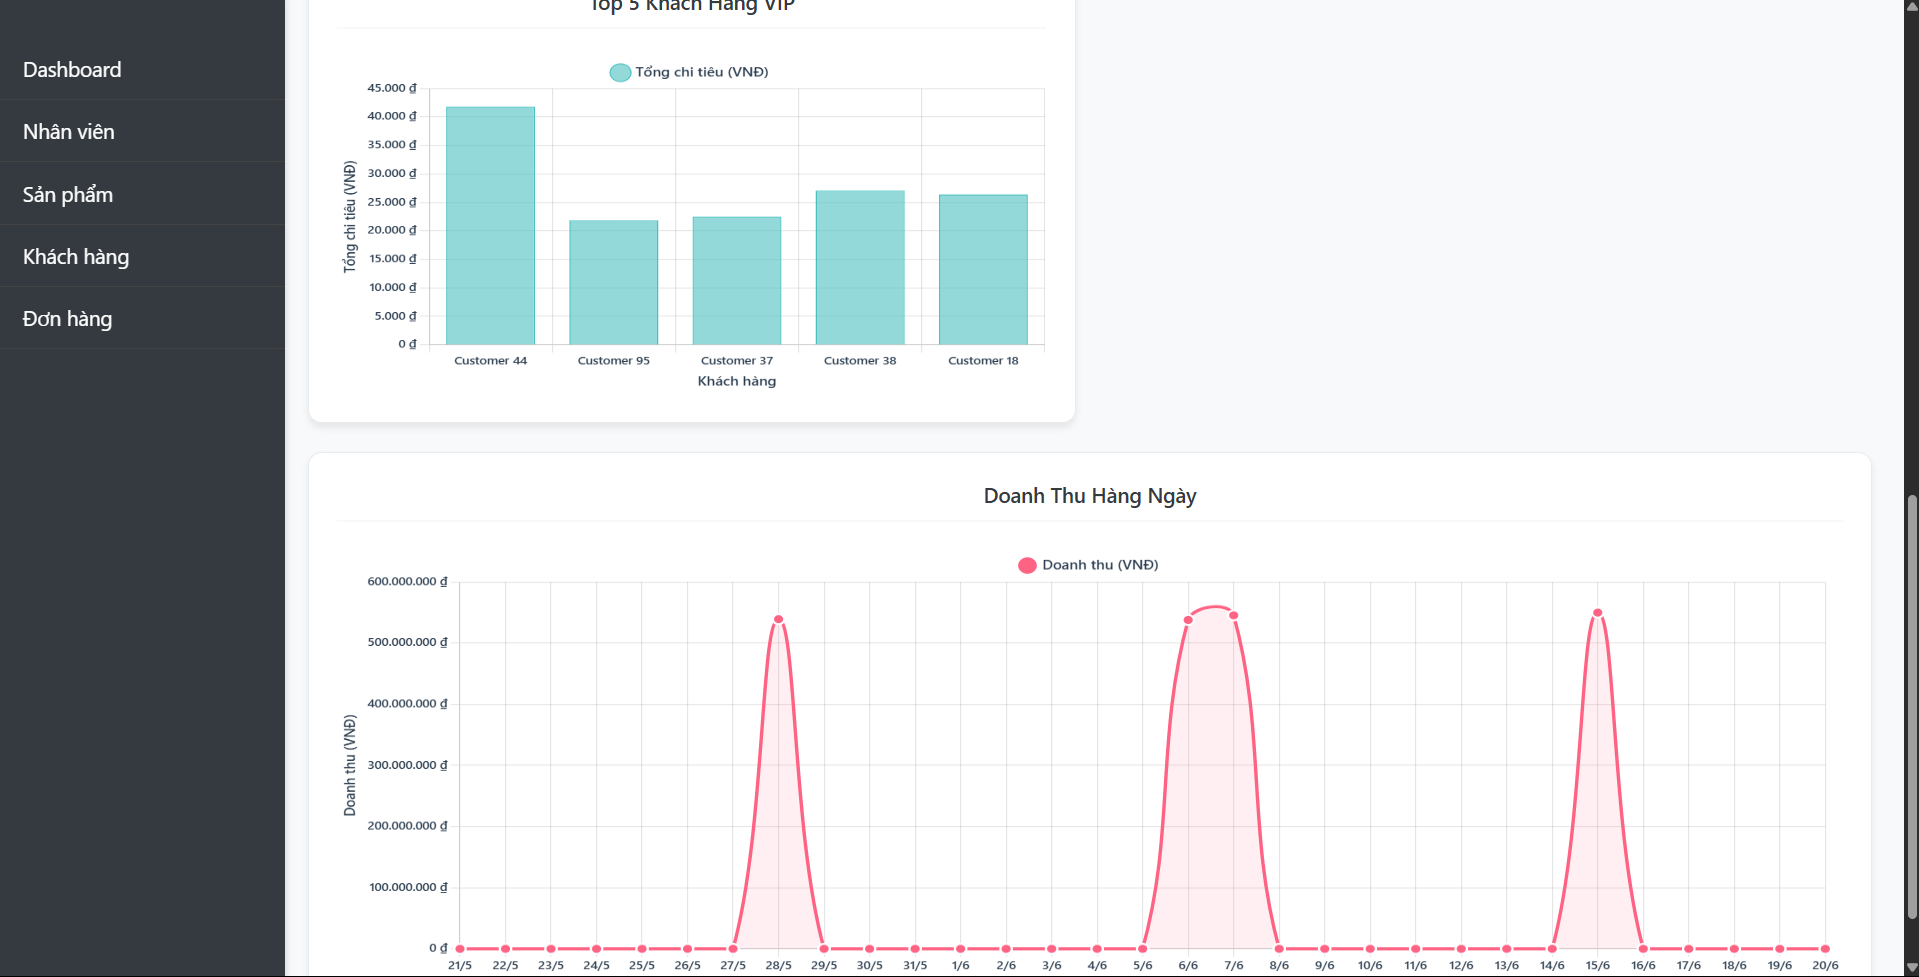 Dashboard
Nhân viên
Sản phẩm
Khách hàng
Đơn hàng
Top 5 Khách Hàng VIP
Tổng chi tiêu (VNĐ)
Tổng chi tiêu (VNĐ)
45.000 ₫
40.000 ₫
35.000 ₫
30.000 ₫
25.000 ₫
20.000 ₫
15.000 ₫
10.000 ₫
5.000 ₫
0 ₫
Customer 44 Customer 95 Customer 37 Customer 38 Customer 18
Khách hàng
Doanh Thu Hàng Ngày
Doanh thu (VNĐ)
Doanh thu (VNĐ)
600.000.000 ₫
500.000.000 ₫
400.000.000 ₫
300.000.000 ₫
200.000.000 ₫
100.000.000 ₫
0 ₫
21/5 22/5 23/5 24/5 25/5 26/5 27/5 28/5 29/5 30/5 31/5 1/6 2/6 3/6 4/6 5/6 6/6 7/6 8/6 9/6 10/6 11/6 12/6 13/6 14/6 15/6 16/6 17/6 18/6 19/6 20/6